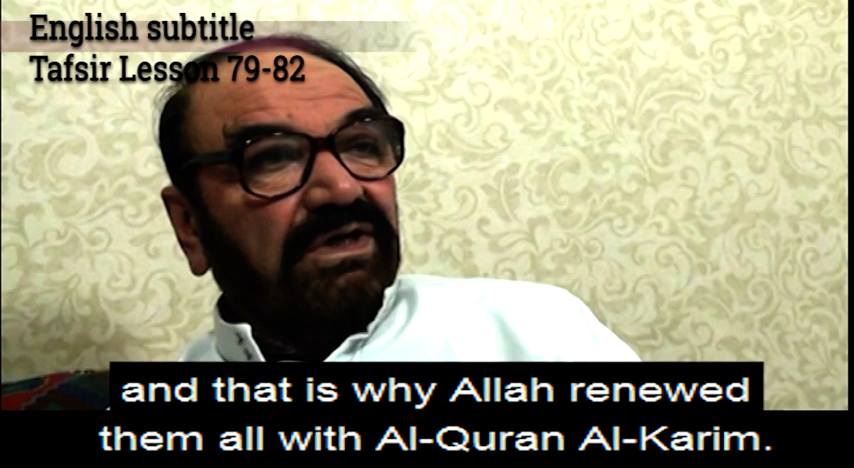 English subtitle
Tafsir Lesson 79-82
and that is why Allah renewed
them all with Al-Quran Al-Karim.